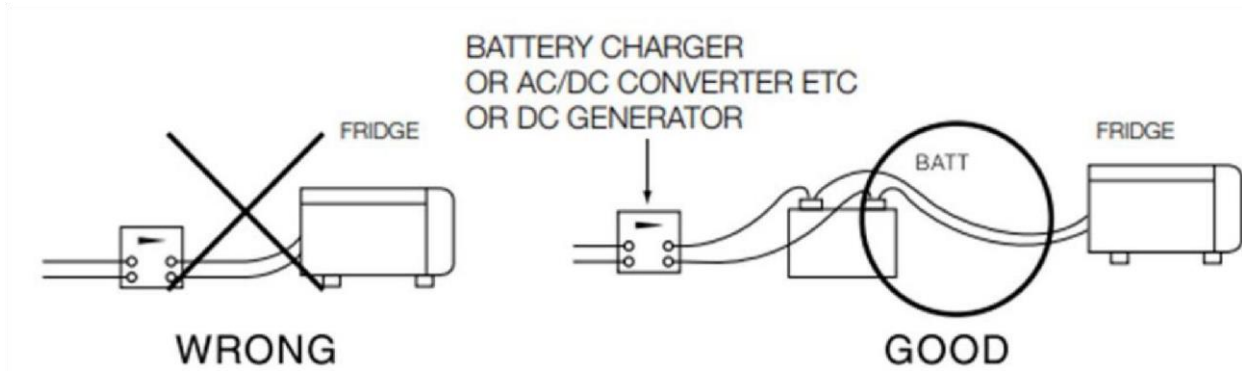 BATTERY CHARGER
OR AC/DC CONVERTER ETC
OR DC GENERATOR
FRIDGE
BATT
FRIDGE
WRONG
GOOD